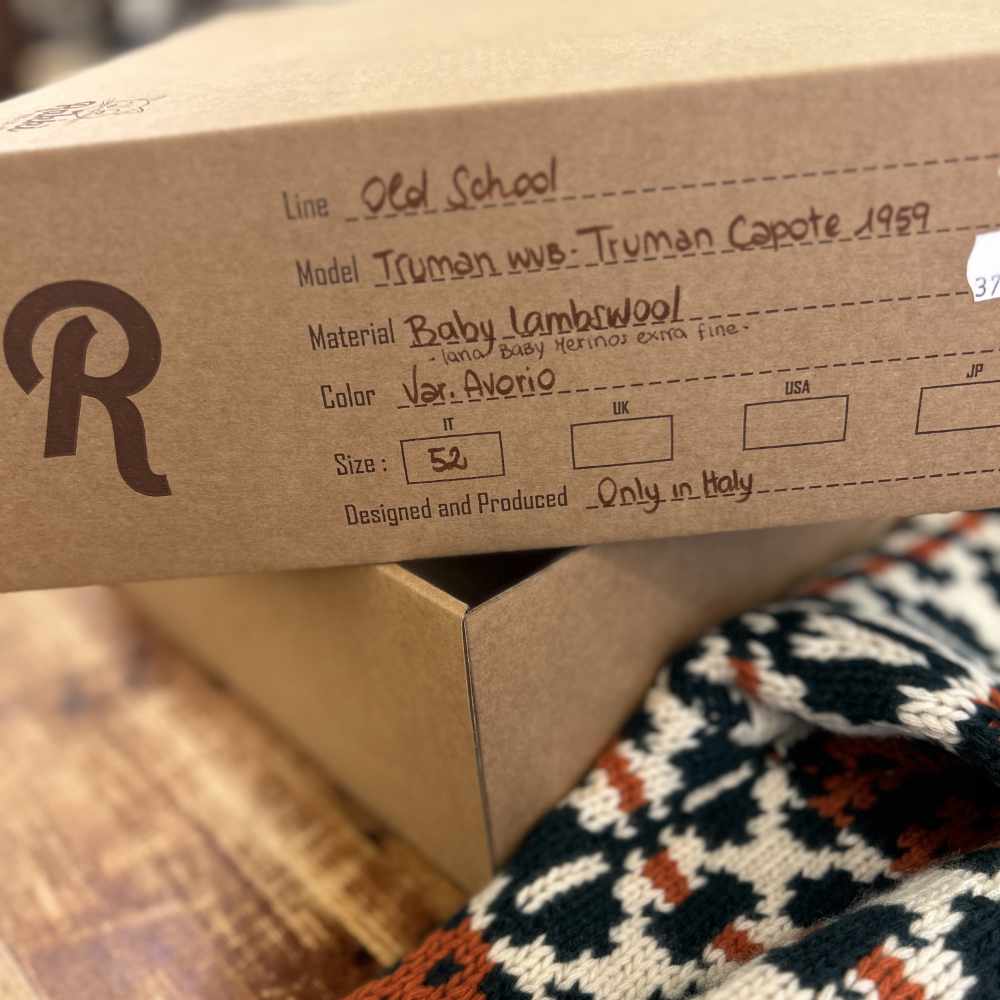 R
Line Old School
Model Truman WVB - Truman Capote 1959
Material Baby Lambswool
- lana Baby Merinos extra fine -
Color Var. Avorio
IT UK USA JP
Size : 52
Designed and Produced Only in Italy
37